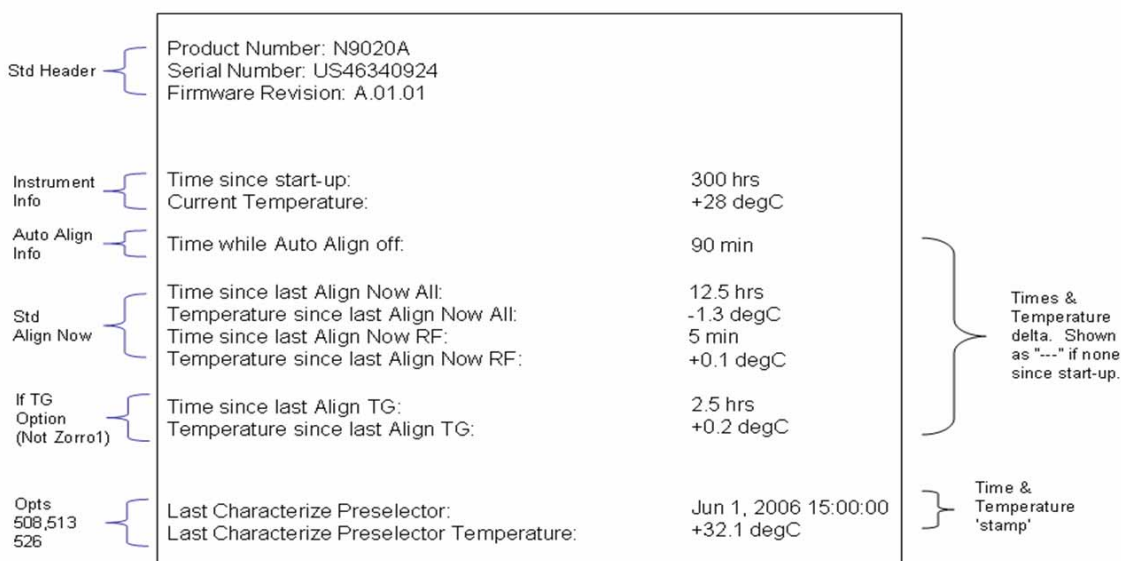 Std Header
Product Number: N9020A
Serial Number: US46340924
Firmware Revision: A.01.01
Instrument
Info
Time since start-up: 300 hrs
Current Temperature: +28 degC
Auto Align
Info
Time while Auto Align off: 90 min
Std
Align Now
Time since last Align Now All: 12.5 hrs
Temperature since last Align Now All: -1.3 degC
Time since last Align Now RF: 5 min
Temperature since last Align Now RF: +0.1 degC
Times &
Temperature
delta. Shown
as "---" if none
since start-up.
If TG
Option
(Not Zorro1)
Time since last Align TG: 2.5 hrs
Temperature since last Align TG: +0.2 degC
Opts
508,513
526
Last Characterize Preselector: Jun 1, 2006 15:00:00
Last Characterize Preselector Temperature: +32.1 degC
Time &
Temperature
'stamp'